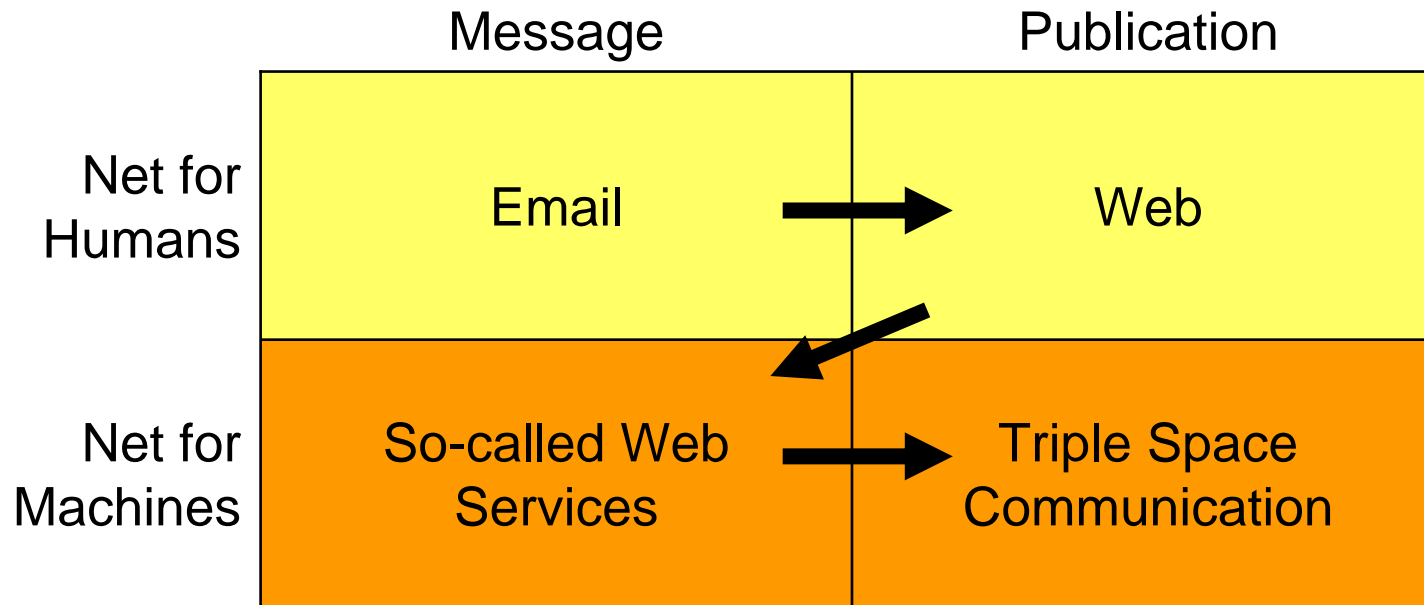 Message Publication
Net for
Humans
Email
Web
Net for
Machines
So-called Web
Services
Triple Space
Communication